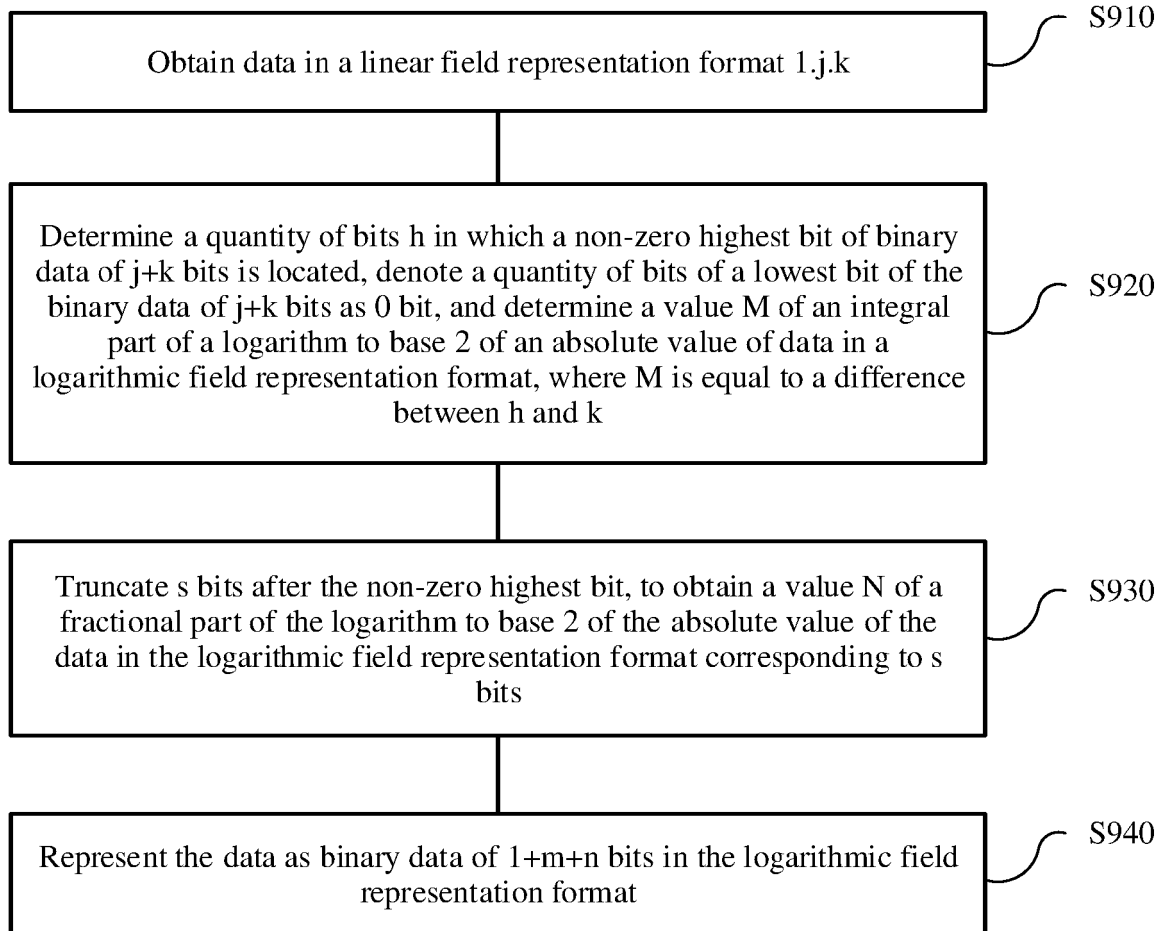 S910
Obtain data in a linear field representation format 1.j.k
Determine a quantity of bits h in which a non-zero highest bit of binary
data of j+k bits is located, denote a quantity of bits of a lowest bit of the
binary data of j+k bits as 0 bit, and determine a value M of an integral
part of a logarithm to base 2 of an absolute value of data in a
logarithmic field representation format, where M is equal to a difference
between h and k
S920
Truncate s bits after the non-zero highest bit, to obtain a value N of a
fractional part of the logarithm to base 2 of the absolute value of the
data in the logarithmic field representation format corresponding to s
bits
S930
Represent the data as binary data of 1+m+n bits in the logarithmic field
representation format
S940